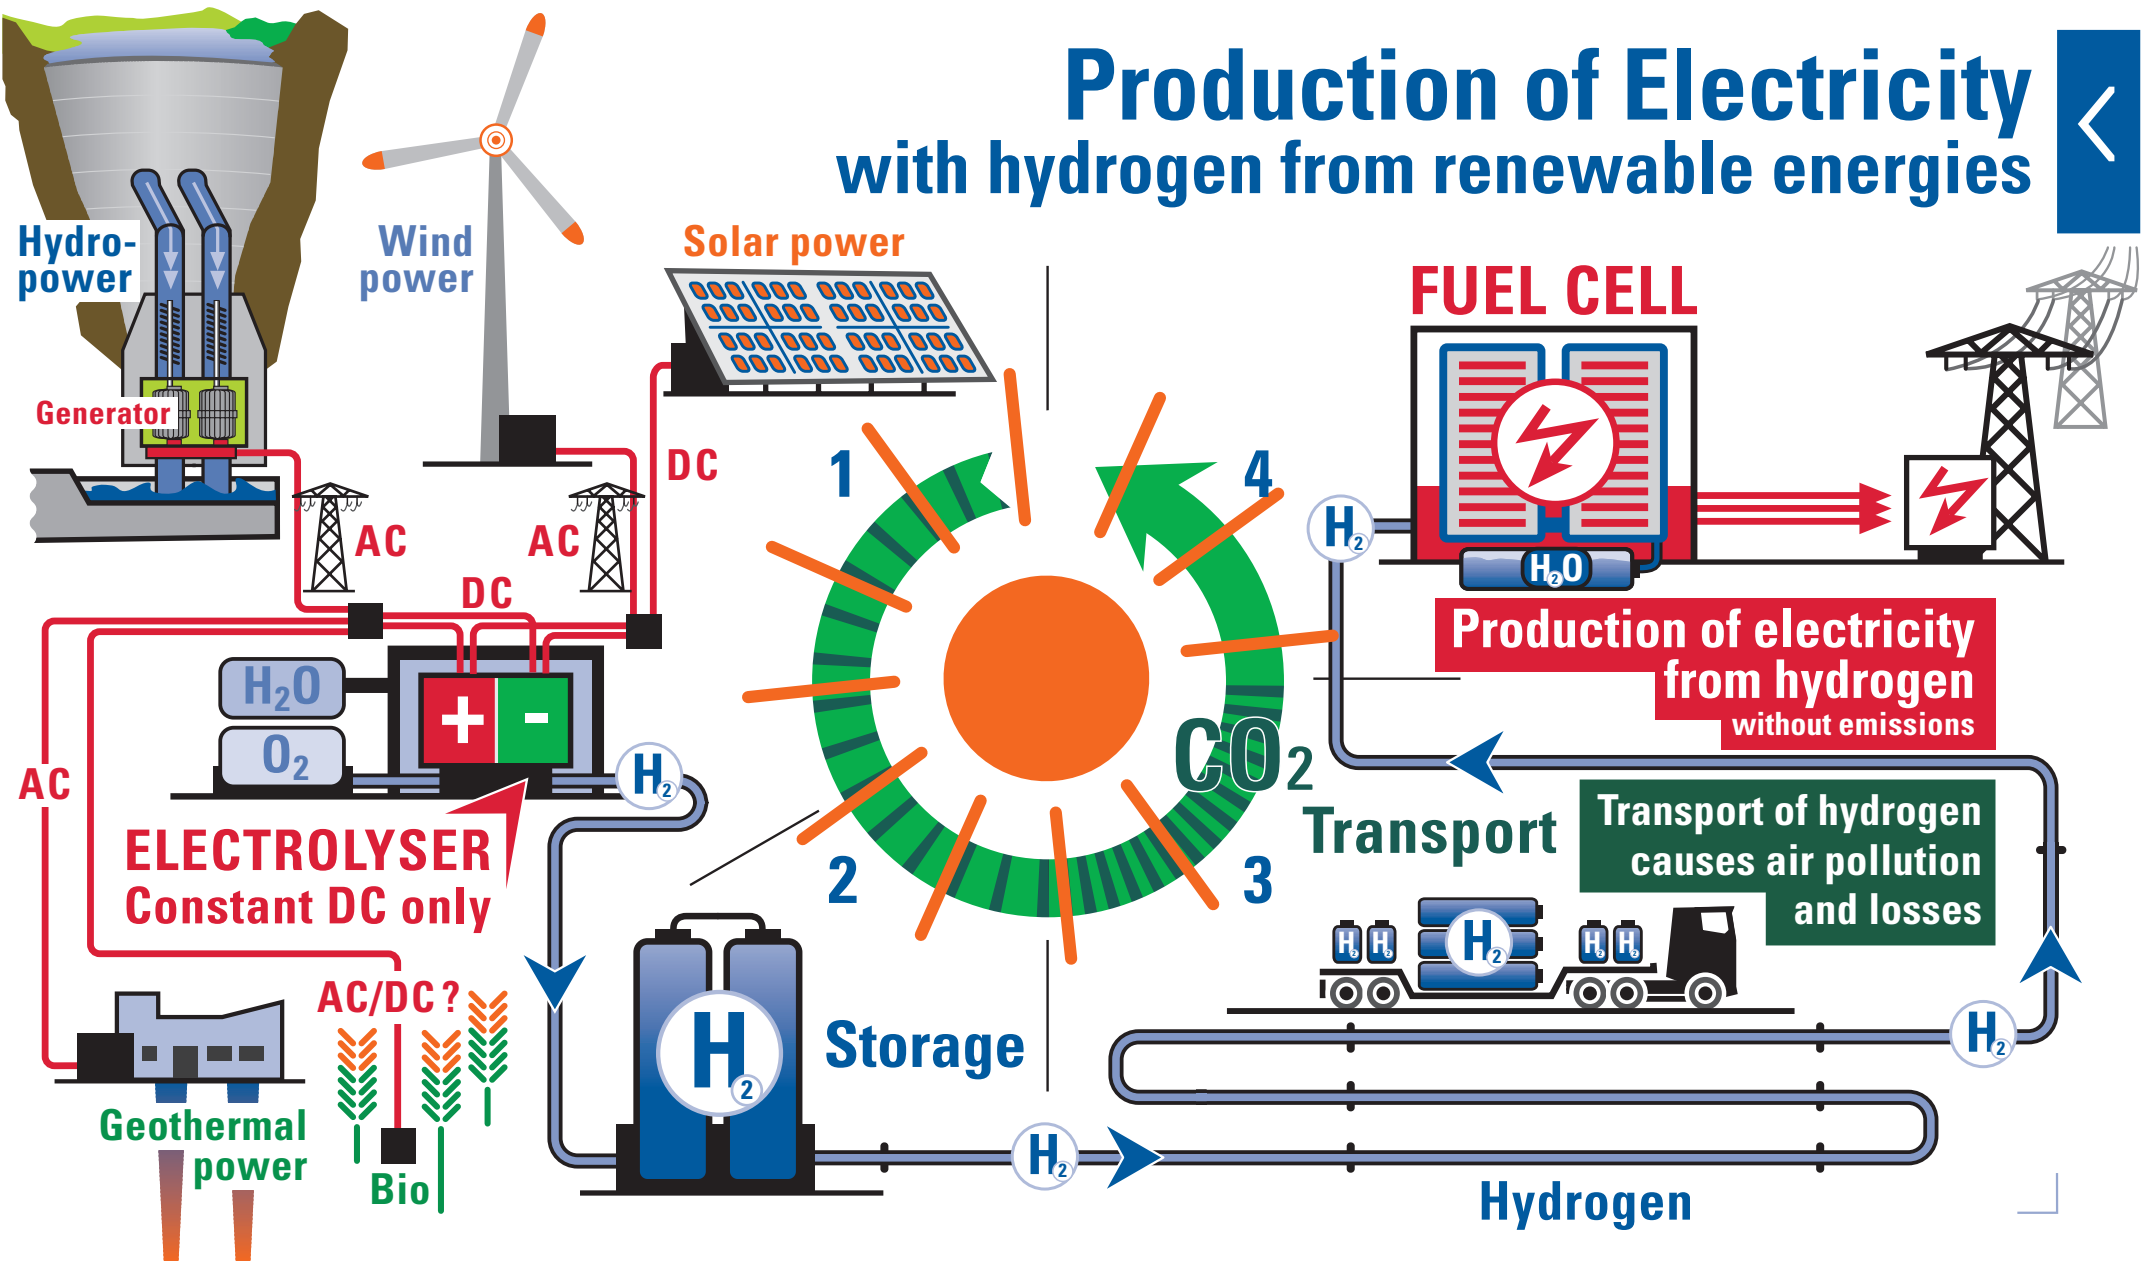 Production of Electricity
with hydrogen from renewable energies
Hydro-
power
Wind
power
Solar power
Generator
AC
AC
DC
DC
H2O
O2
+ -
H2
AC
ELECTROLYSER
Constant DC only
AC/DC?
Geothermal
power
Bio
1
2
3
4
CO2
Transport
Storage
H2
H2
Hydrogen
H2
H2
H2
H2
H2
H2
Transport of hydrogen
causes air pollution
and losses
H2
FUEL CELL
H2O
Production of electricity
from hydrogen
without emissions